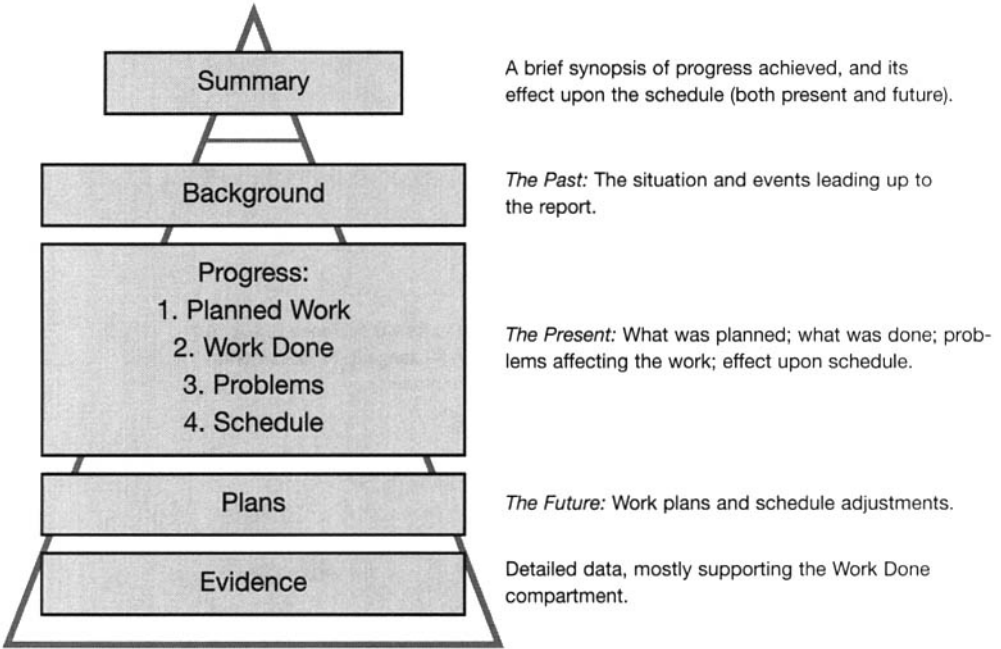 Summary
A brief synopsis of progress achieved, and its
effect upon the schedule (both present and future).
Background
The Past: The situation and events leading up to
the report.
Progress:
1. Planned Work
2. Work Done
3. Problems
4. Schedule
The Present: What was planned; what was done; prob-
lems affecting the work; effect upon schedule.
Plans
The Future: Work plans and schedule adjustments.
Evidence
Detailed data, mostly supporting the Work Done
compartment.